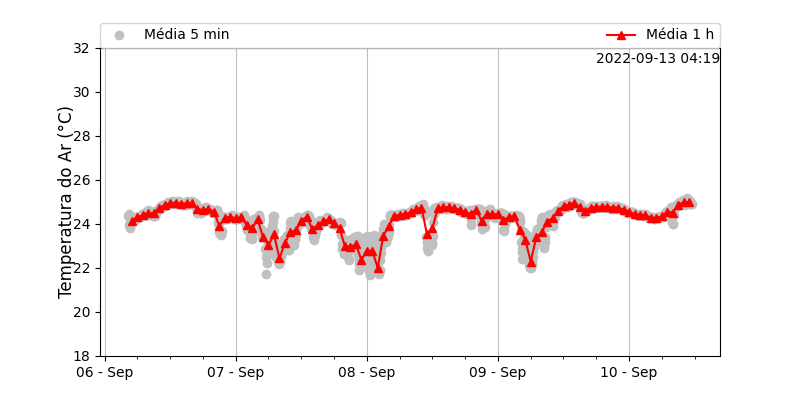 Média 5 min
Média 1 h
2022-09-13 04:19
Temperatura do Ar (°C)
32
30
28
26
24
22
20
18
06 - Sep
07 - Sep
08 - Sep
09 - Sep
10 - Sep